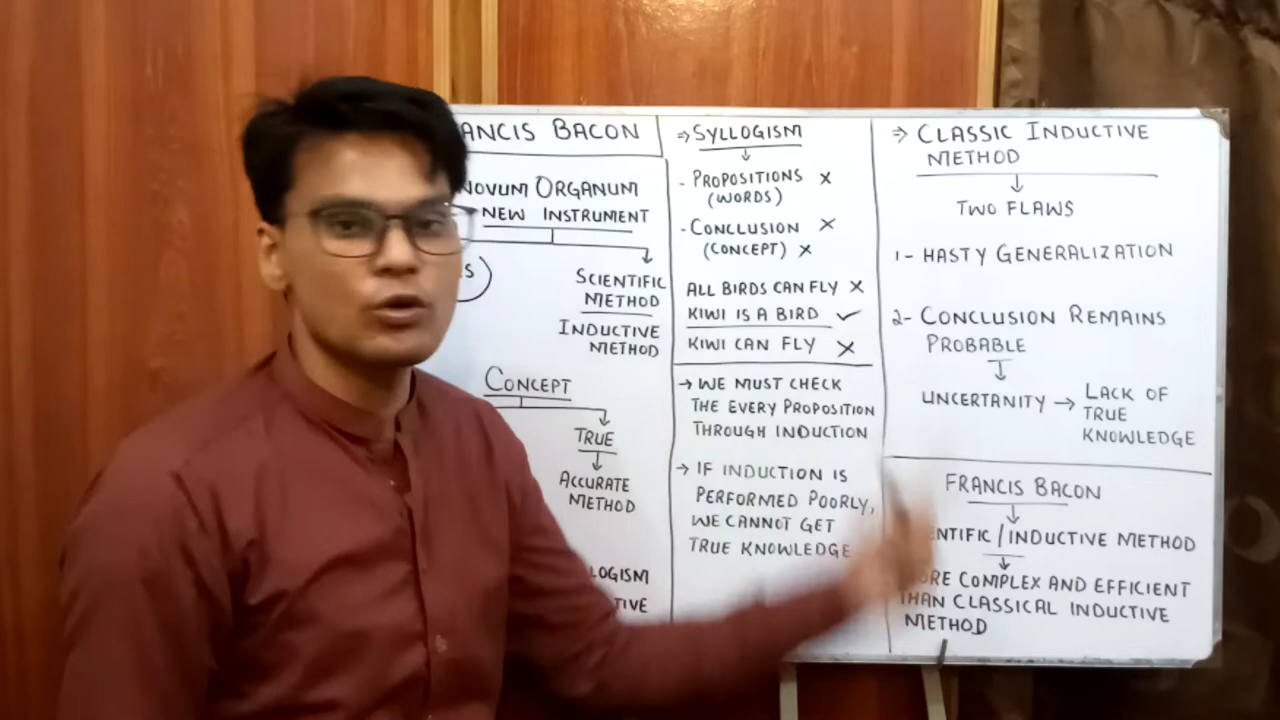 ANCIS BACON
NOVUM ORGANUM
NEW INSTRUMENT
S
SCIENTIFIC
METHOD
INDUCTIVE
METHOD
CONCEPT
TRUE
ACCURATE
METHOD
LOGISM
TIVE
⇒ SYLLOGISM
- PROPOSITIONS ×
(WORDS)
- CONCLUSION ×
(CONCEPT) ×
ALL BIRDS CAN FLY ×
KIWI IS A BIRD ✓
KIWI CAN FLY ×
→ WE MUST CHECK
THE EVERY PROPOSITION
THROUGH INDUCTION
→ IF INDUCTION IS
PERFORMED POORLY,
WE CANNOT GET
TRUE KNOWLEDGE
⇒ CLASSIC INDUCTIVE
METHOD
TWO FLAWS
1- HASTY GENERALIZATION
2- CONCLUSION REMAINS
PROBABLE
UNCERTANITY → LACK OF
TRUE
KNOWLEDGE
FRANCIS BACON
ENTIFIC / INDUCTIVE METHOD
ORE COMPLEX AND EFFICIENT
THAN CLASSICAL INDUCTIVE
METHOD